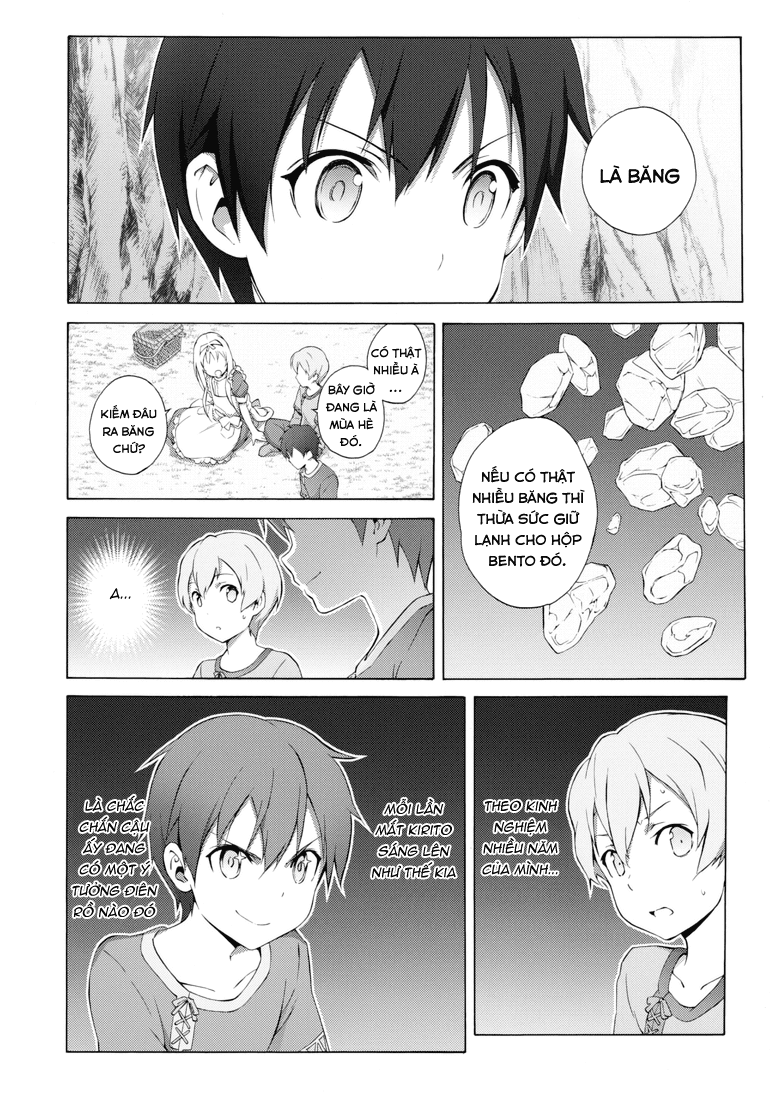 LÀ BĂNG
NẾU CÓ THẬT
NHIỀU BĂNG THÌ
THỪA SỨC GIỮ
LẠNH CHO HỘP
BENTO ĐÓ.
CÓ THẬT
NHIỀU À
...
BÂY GIỜ
ĐANG LÀ
MÙA HÈ
ĐÓ.
KIẾM ĐÂU
RA BĂNG CHỨ?
A...
THEO KINH
NGHIỆM
NHIỀU NĂM
CỦA MÌNH...
MỖI LẦN
MẮT KIRITO
SÁNG LÊN
NHƯ THẾ KIA
LÀ CHẮC
CHẮN CẬU
ẤY ĐANG
CÓ MỘT Ý
TƯỞNG ĐIÊN
RỒ NÀO ĐÓ